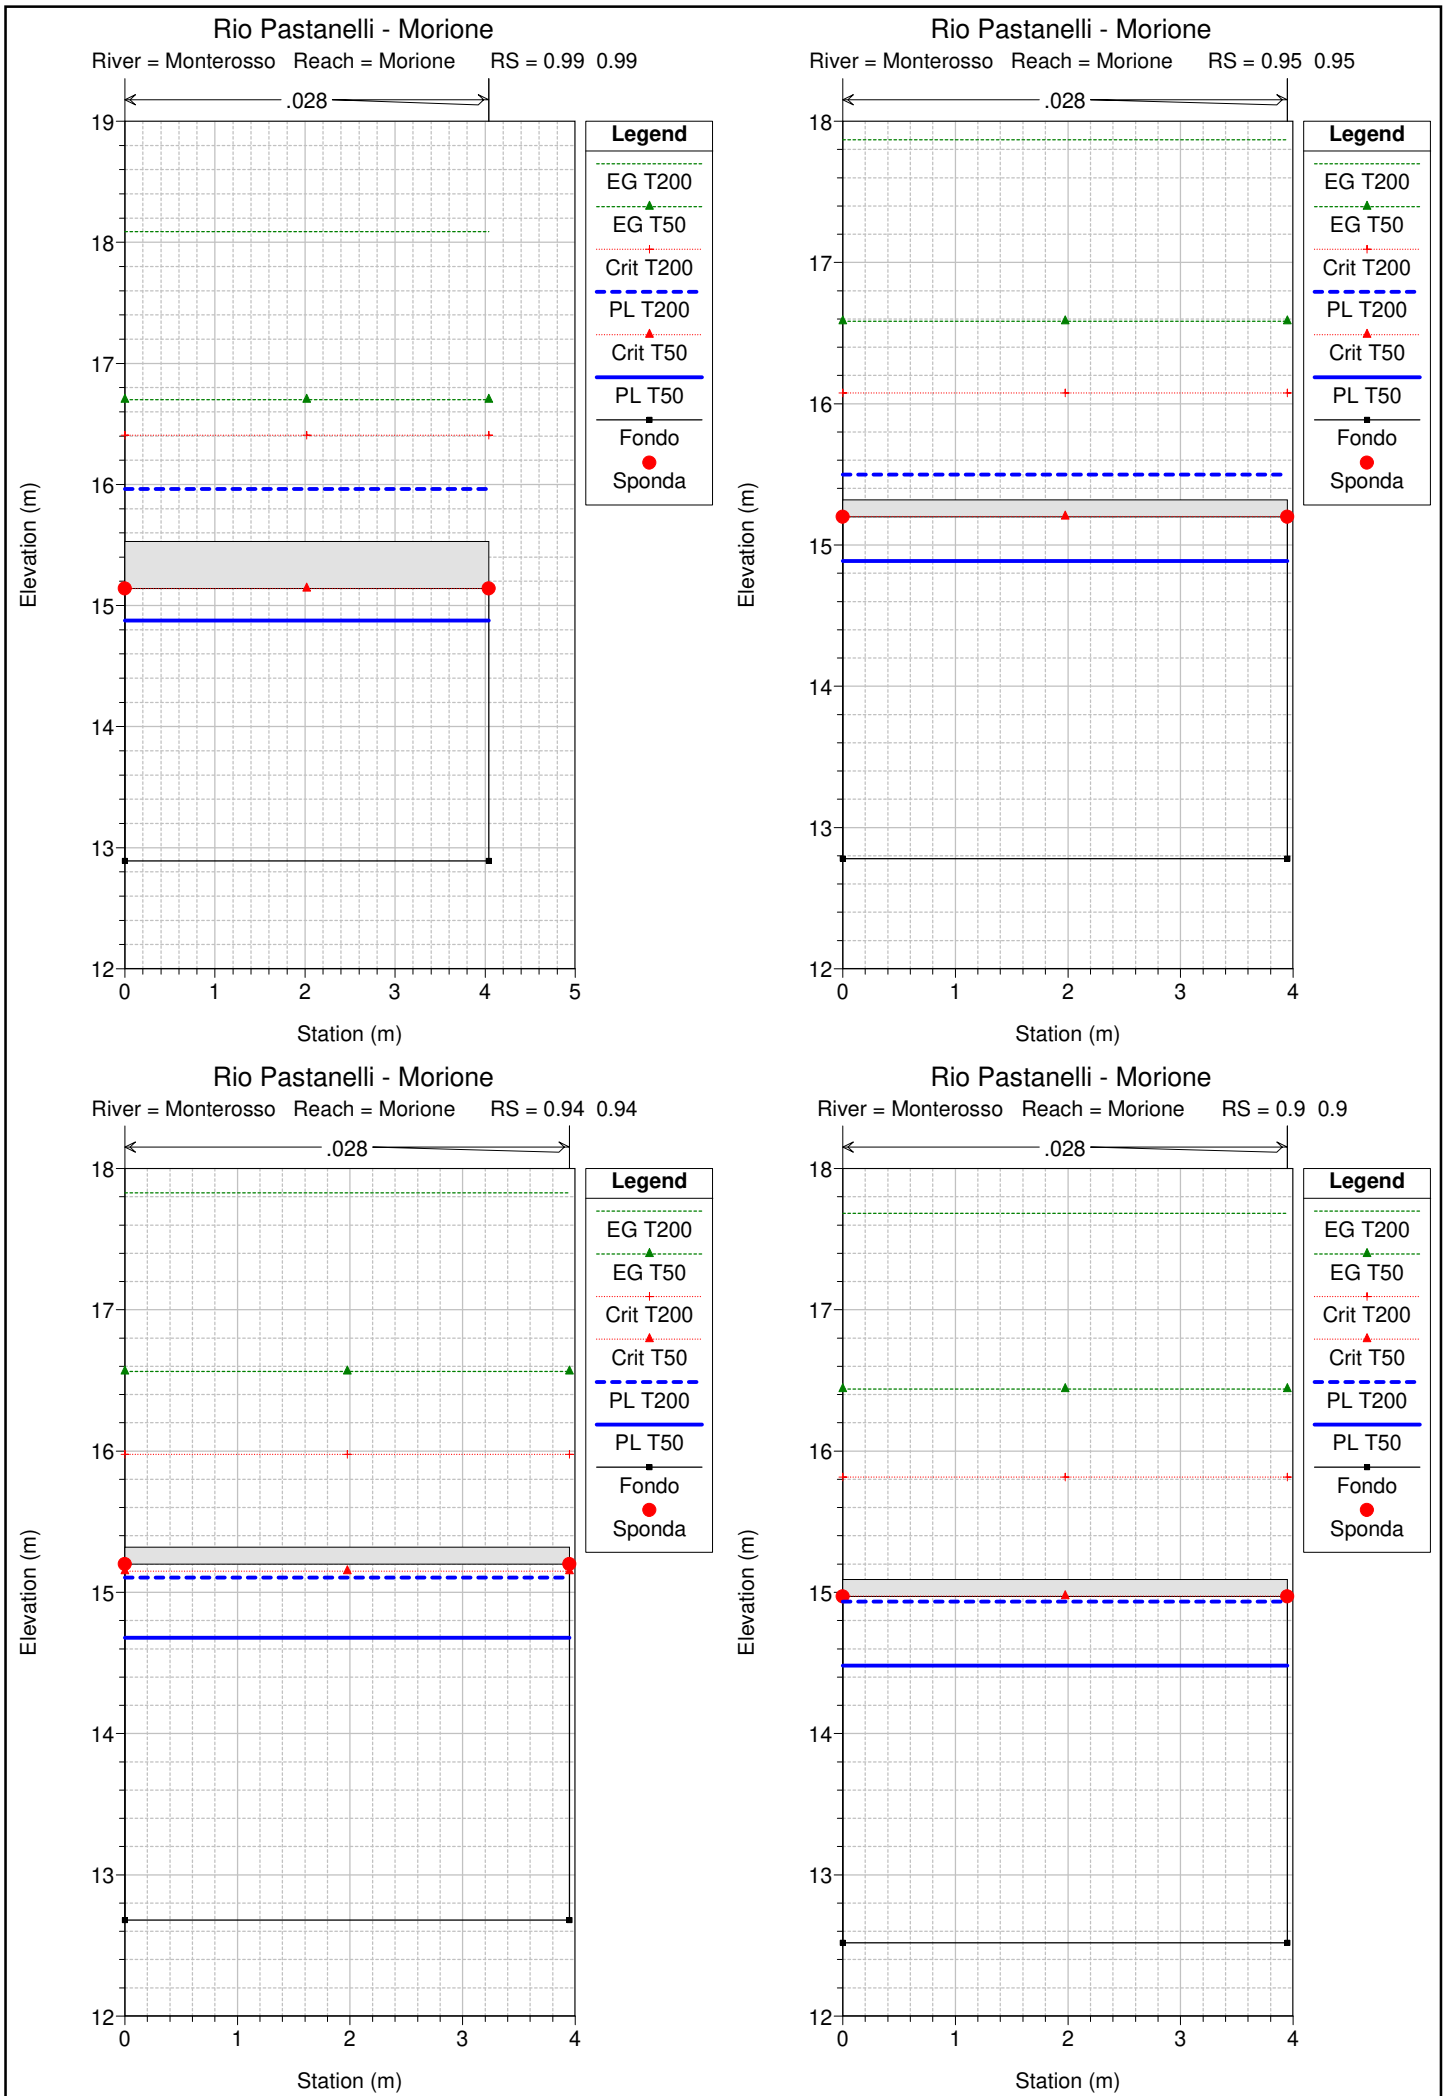 Rio Pastanelli - Morione
River = Monterosso Reach = Morione RS = 0.99 0.99
.028
19
18
17
16
15
14
13
12
Elevation (m)
0 1 2 3 4 5
Station (m)
Legend
EG T200
EG T50
Crit T200
PL T200
Crit T50
PL T50
Fondo
Sponda
Rio Pastanelli - Morione
River = Monterosso Reach = Morione RS = 0.95 0.95
.028
18
17
16
15
14
13
12
Elevation (m)
0 1 2 3 4
Station (m)
Legend
EG T200
EG T50
Crit T200
PL T200
Crit T50
PL T50
Fondo
Sponda
Rio Pastanelli - Morione
River = Monterosso Reach = Morione RS = 0.94 0.94
.028
18
17
16
15
14
13
12
Elevation (m)
0 1 2 3 4
Station (m)
Legend
EG T200
EG T50
Crit T200
Crit T50
PL T200
PL T50
Fondo
Sponda
Rio Pastanelli - Morione
River = Monterosso Reach = Morione RS = 0.9 0.9
.028
18
17
16
15
14
13
12
Elevation (m)
0 1 2 3 4
Station (m)
Legend
EG T200
EG T50
Crit T200
Crit T50
PL T200
PL T50
Fondo
Sponda